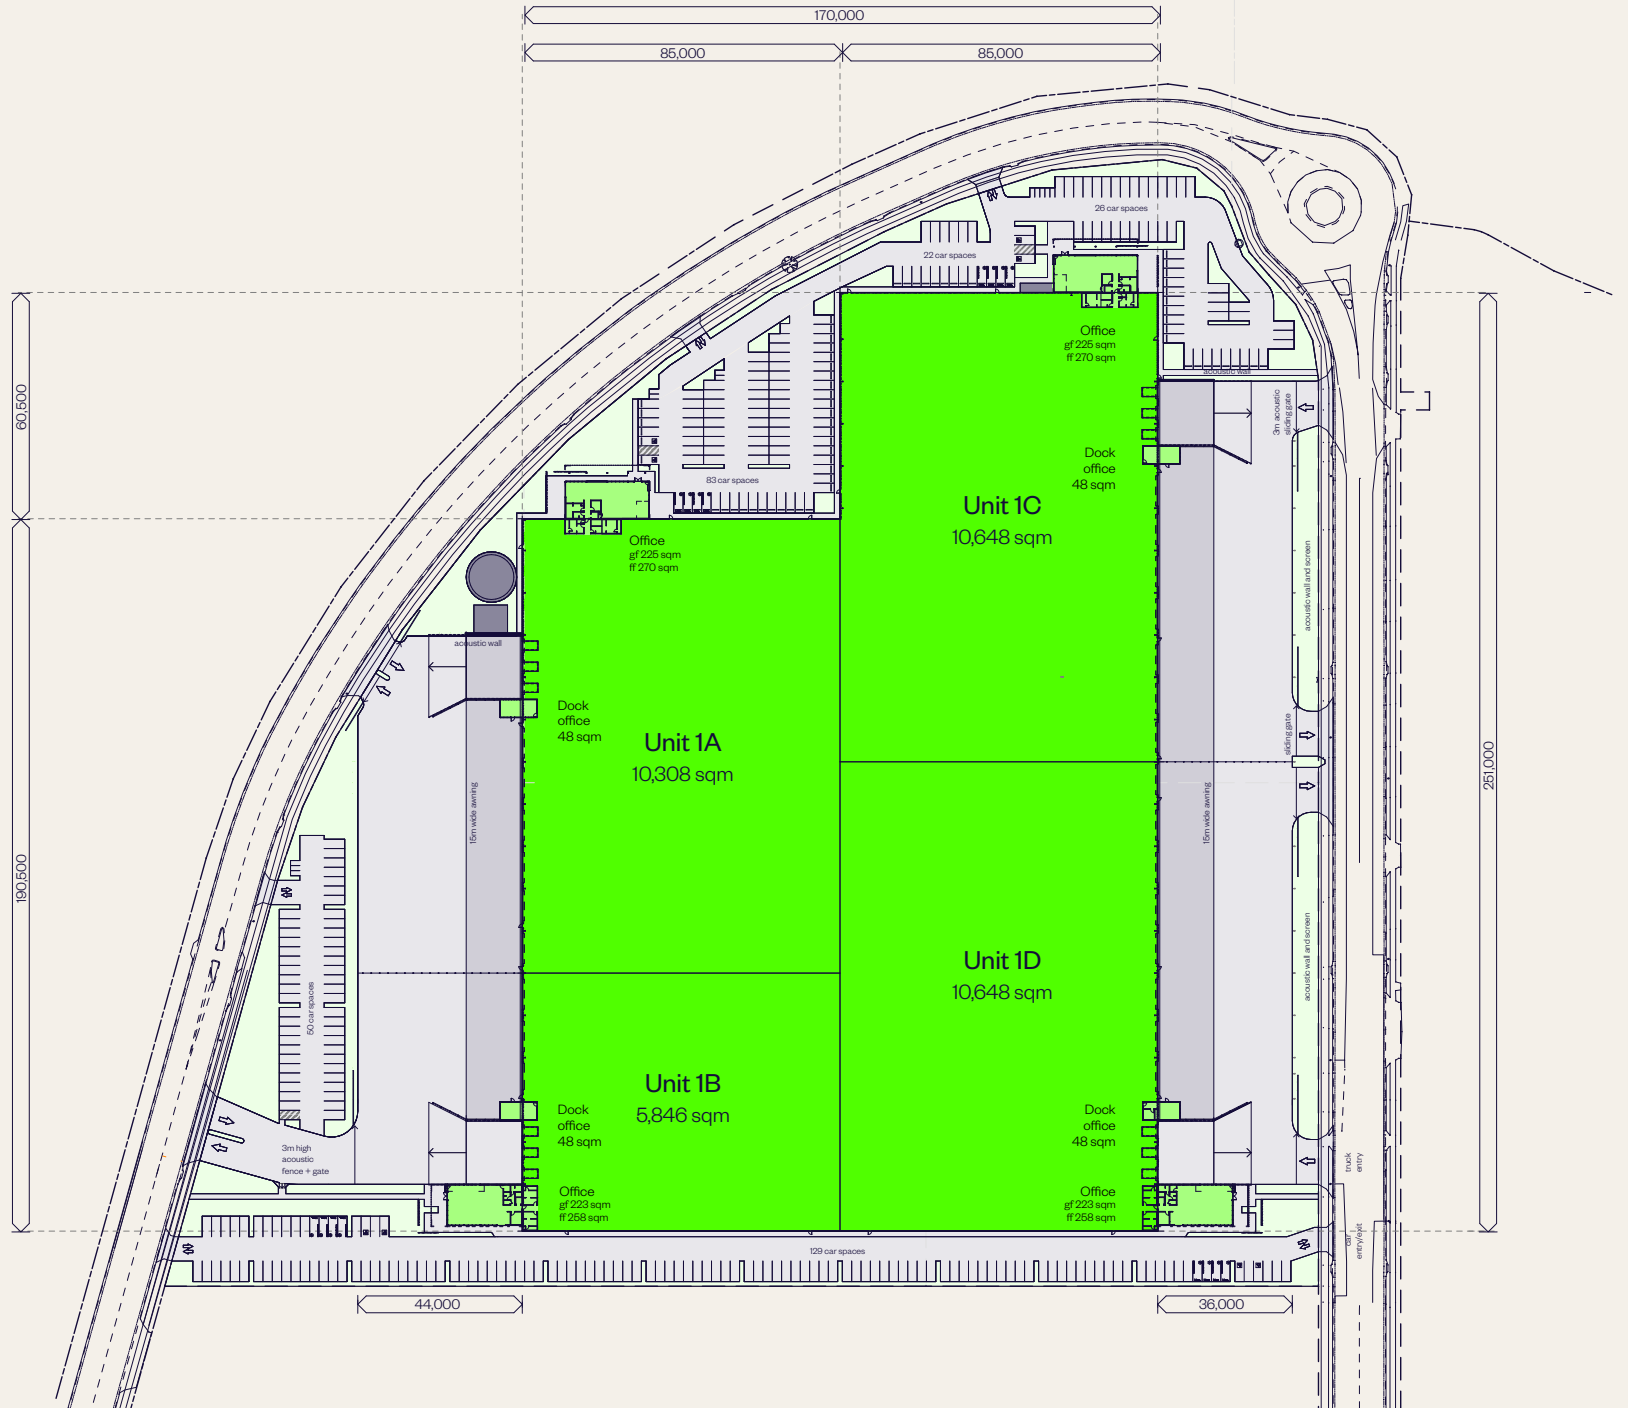 170,000
85,000
85,000
26 car spaces
22 car spaces
60,500
Office
gf 225 sqm
ff 270 sqm
acoustic wall
3m acoustic
sliding gate
Dock
office
48 sqm
83 car spaces
Unit 1C
10,648 sqm
Office
gf 225 sqm
ff 270 sqm
acoustic wall and screen
acoustic wall
Dock
office
48 sqm
Unit 1A
10,308 sqm
sliding gate
251,000
15m wide awning
15m wide awning
190,500
Unit 1D
10,648 sqm
acoustic wall and screen
50 car spaces
Unit 1B
5,846 sqm
Dock
office
48 sqm
Dock
office
48 sqm
3m high
acoustic
fence + gate
truck
entry
Office
gf 223 sqm
ff 258 sqm
Office
gf 223 sqm
ff 258 sqm
car
entry/exit
129 car spaces
44,000
36,000